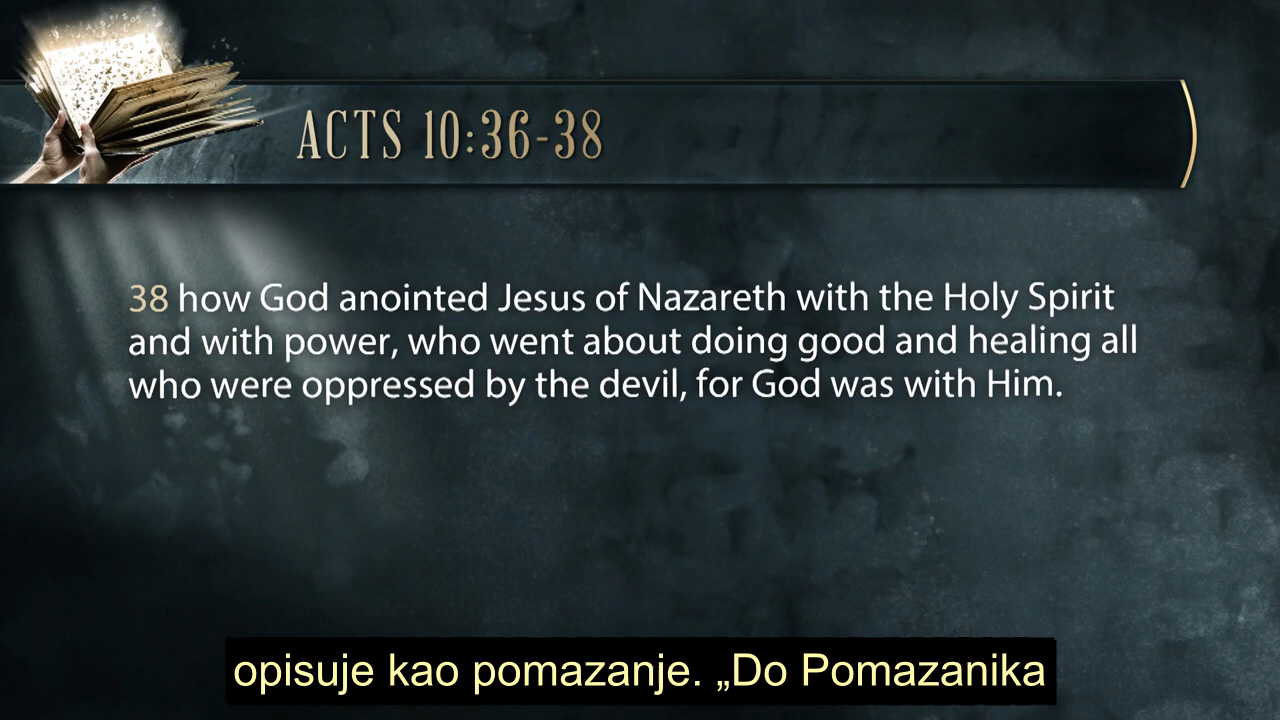 ACTS 10:36-38
38 how God anointed Jesus of Nazareth with the Holy Spirit
and with power, who went about doing good and healing all
who were oppressed by the devil, for God was with Him.
opisuje kao pomazanje. „Do Pomazanika